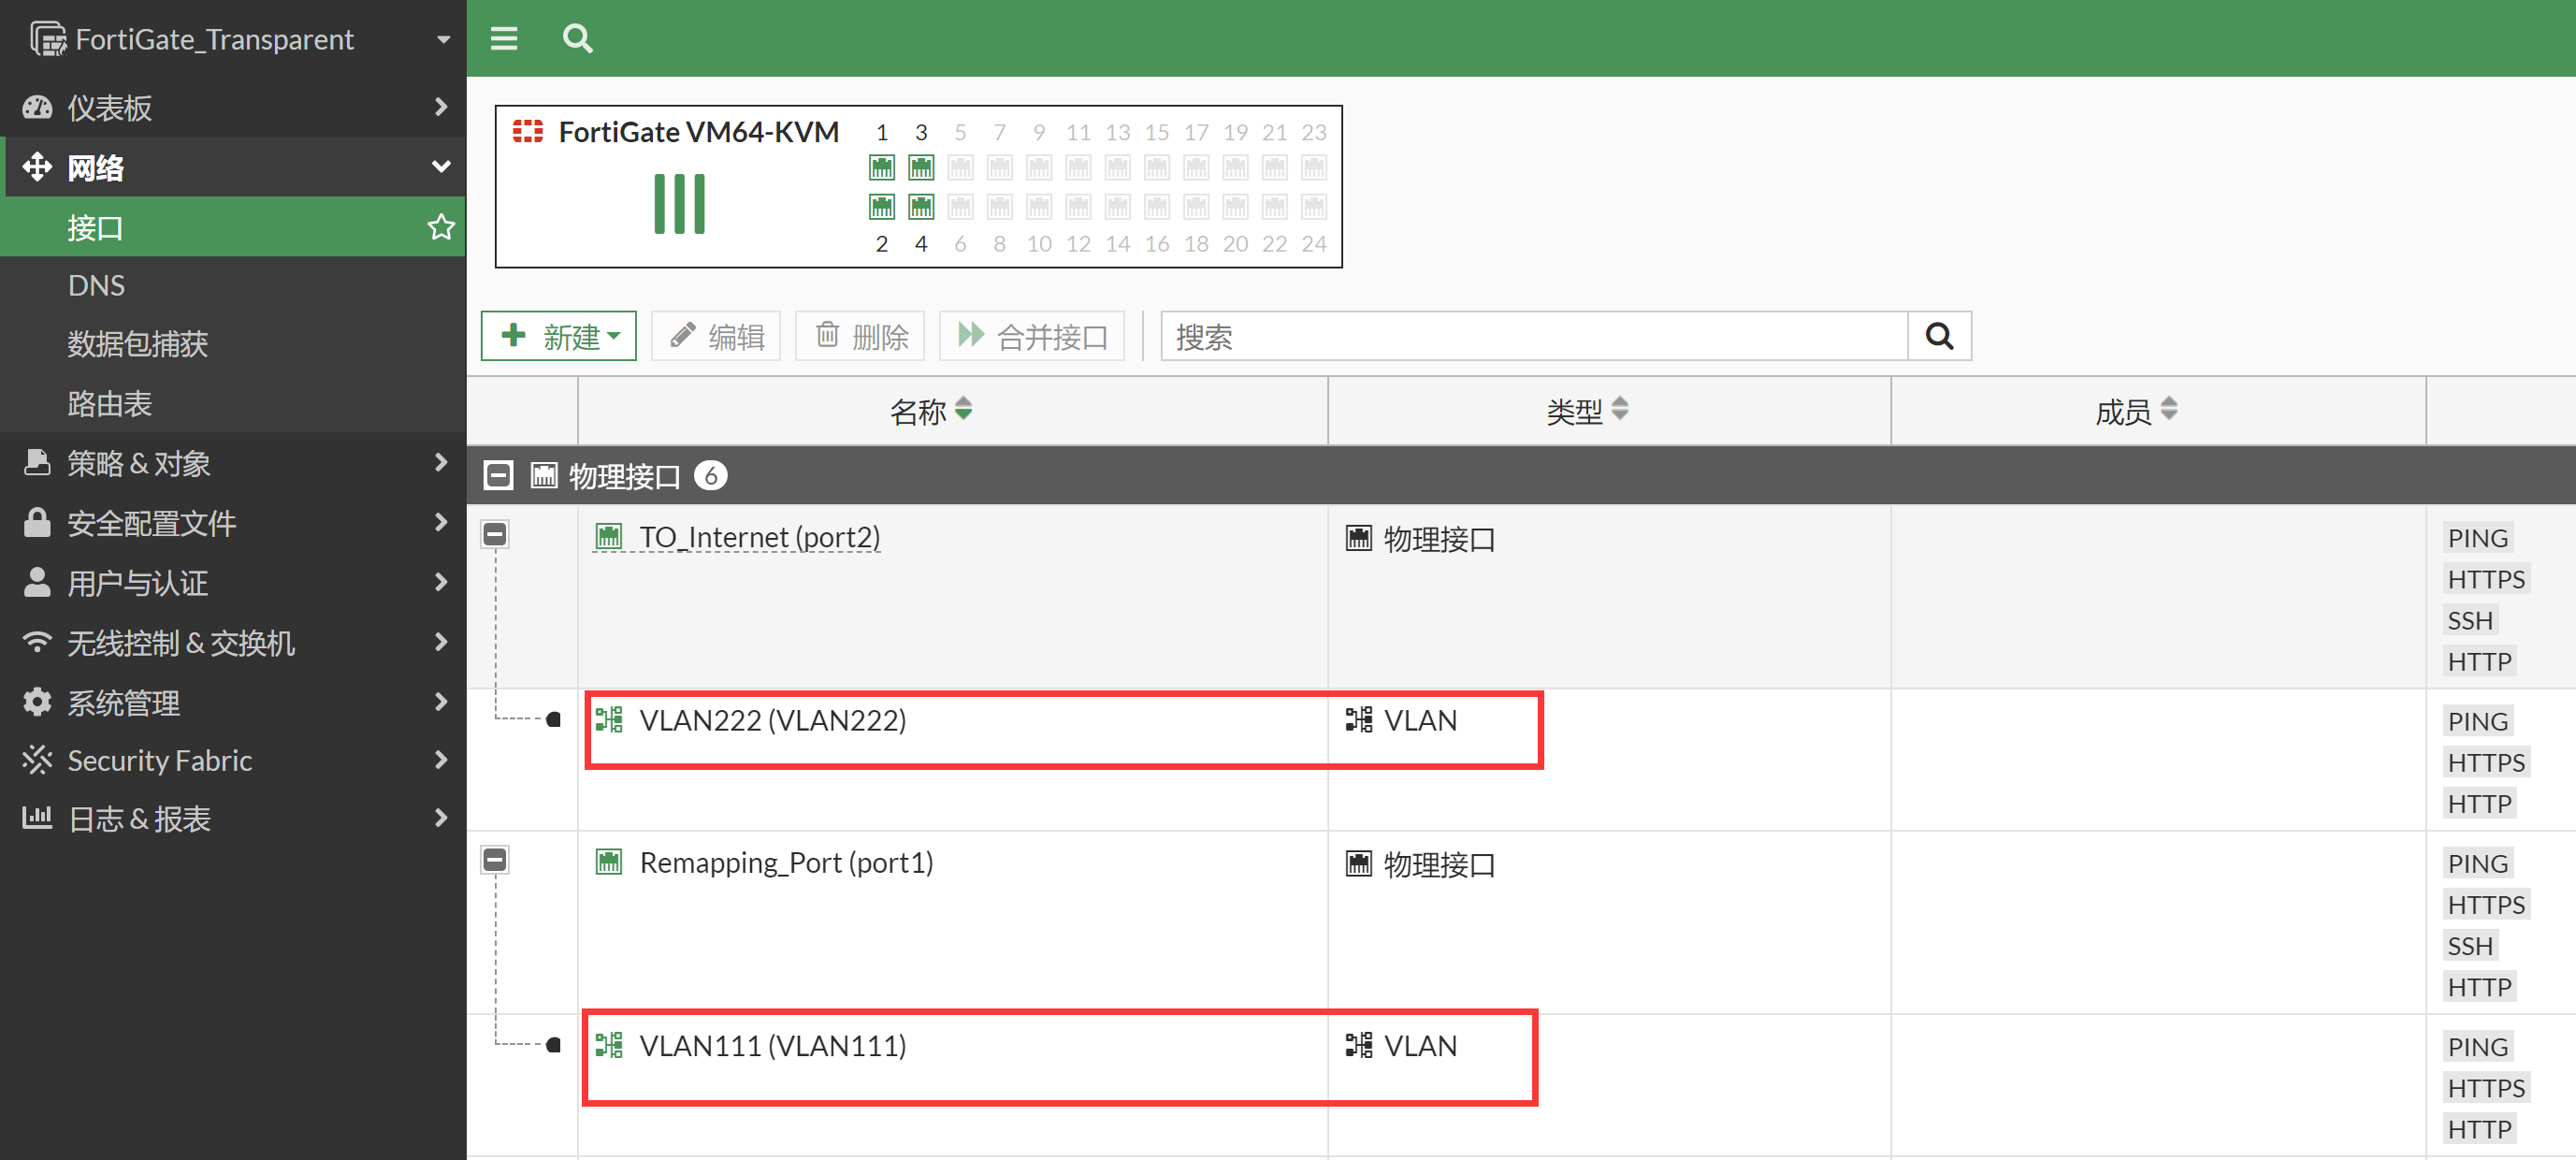 FortiGate_Transparent
仪表板
网络
接口
DNS
数据包捕获
路由表
策略 & 对象
安全配置文件
用户与认证
无线控制 & 交换机
系统管理
Security Fabric
日志 & 报表
FortiGate VM64-KVM
1 3 5 7 9 11 13 15 17 19 21 23
2 4 6 8 10 12 14 16 18 20 22 24
新建 编辑 删除 合并接口 搜索
名称 类型 成员
物理接口 6
TO_Internet (port2) 物理接口 PING
HTTPS
SSH
HTTP
VLAN222 (VLAN222) VLAN PING
HTTPS
HTTP
Remapping_Port (port1) 物理接口 PING
HTTPS
SSH
HTTP
VLAN111 (VLAN111) VLAN PING
HTTPS
HTTP